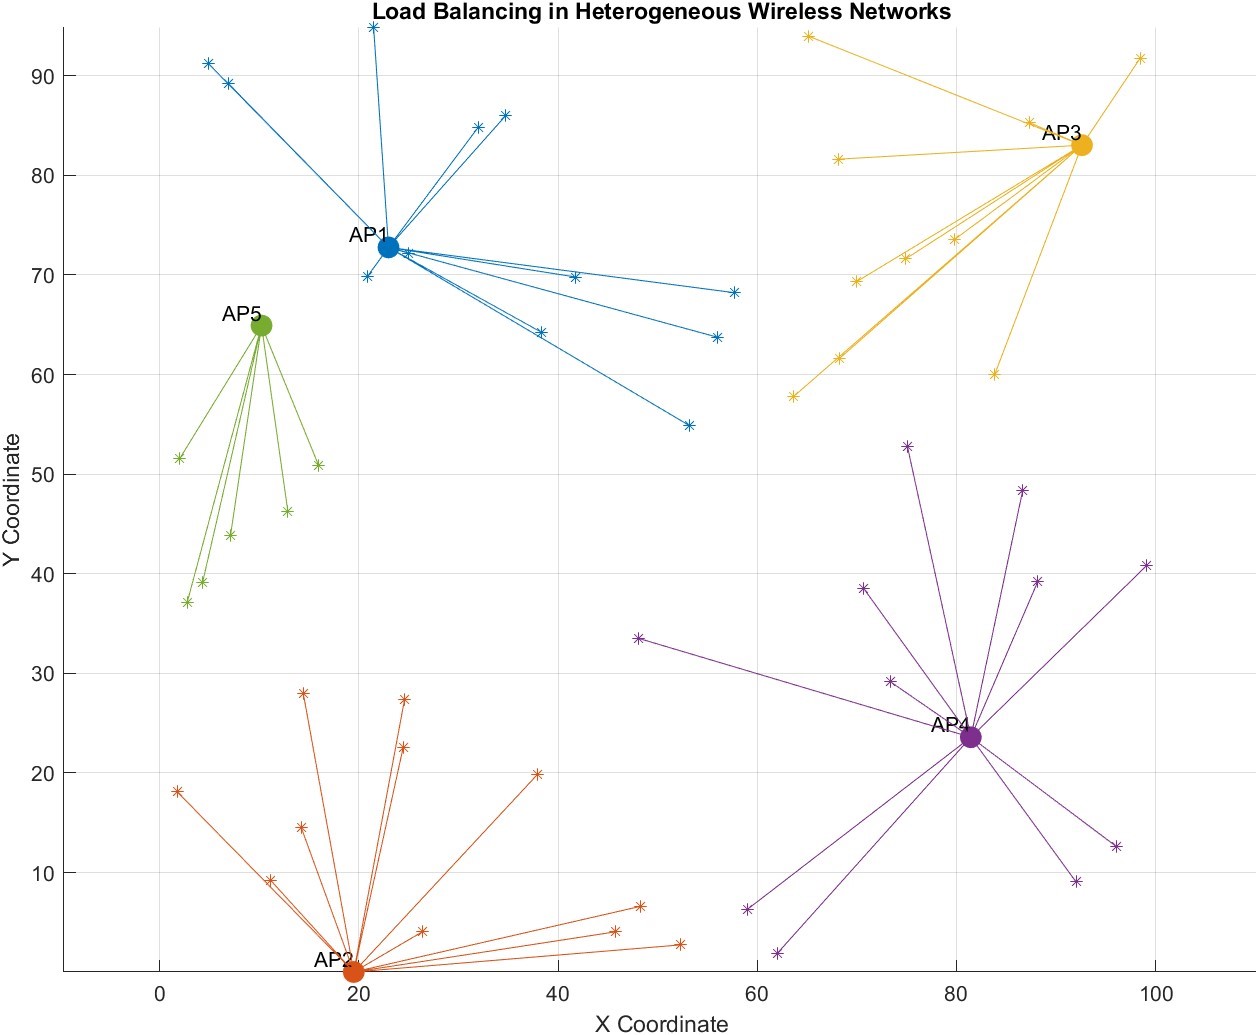 Load Balancing in Heterogeneous Wireless Networks
90
80
70
60
50
40
30
20
10
Y Coordinate
AP1
AP3
AP5
AP4
AP2
0 20 40 60 80 100
X Coordinate